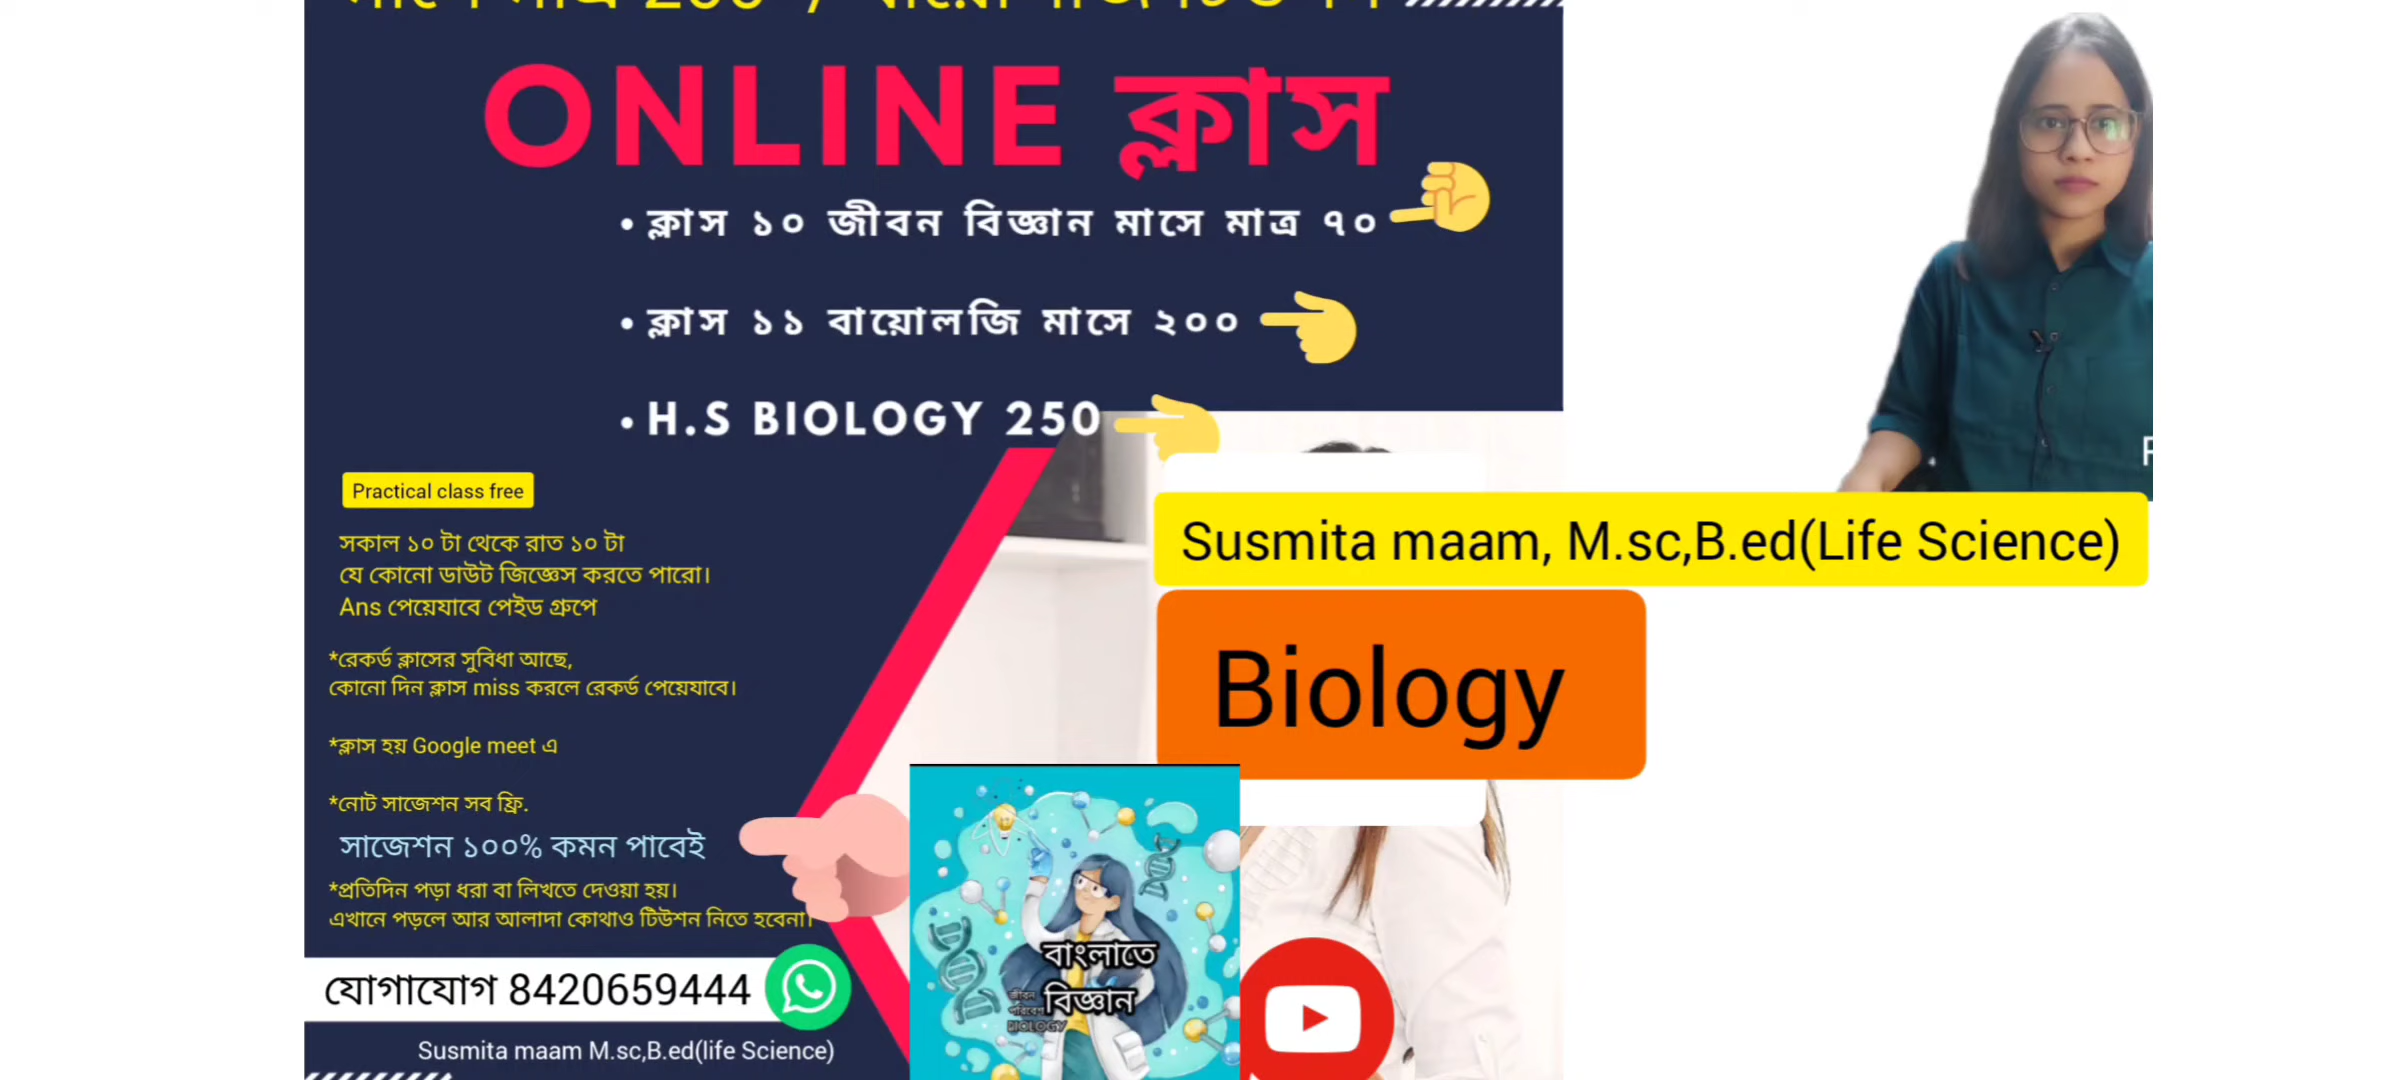 ONLINE ক্লাস
• ক্লাস ১০ জীবন বিজ্ঞান মাসে মাত্র ৭০
• ক্লাস ১১ বায়োলজি মাসে ২০০
• H.S BIOLOGY 250
Practical class free
সকাল ১০ টা থেকে রাত ১০ টা
যে কোনো ডাউট জিজ্ঞেস করতে পারো।
Ans পেয়েযাবে পেইড গ্রুপে
*রেকর্ড ক্লাসের সুবিধা আছে,
কোনো দিন ক্লাস miss করলে রেকর্ড পেয়েযাবে।
*ক্লাস হয় Google meet এ
*নোট সাজেশন সব ফ্রি.
সাজেশন ১০০% কমন পাবেই
*প্রতিদিন পড়া ধরা বা লিখতে দেওয়া হয়।
এখানে পড়লে আর আলাদা কোথাও টিউশন নিতে হবেনা।
যোগাযোগ 8420659444
Susmita maam M.sc,B.ed(life Science)
Susmita maam, M.sc,B.ed(Life Science)
Biology
বাংলাতে
বিজ্ঞান
জীবন
পরিবেশ
BIOLOGY